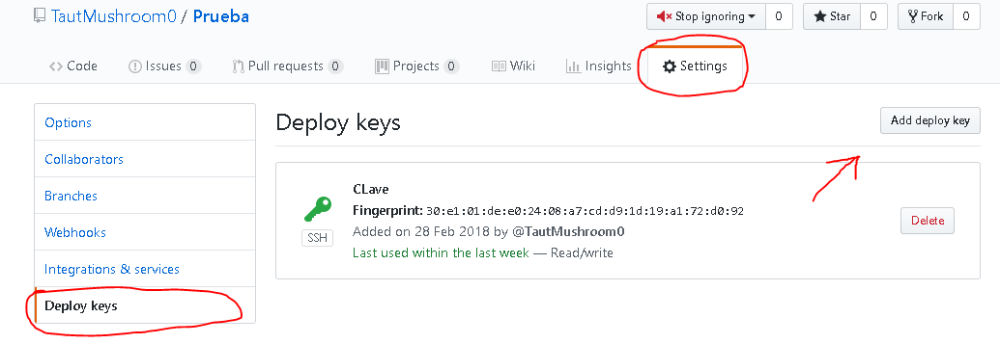 TautMushroom0 / Prueba
Stop ignoring 0 Star 0 Fork 0
Code Issues 0 Pull requests 0 Projects 0 Wiki Insights Settings
Options
Collaborators
Branches
Webhooks
Integrations & services
Deploy keys
Deploy keys
Add deploy key
CLave
Fingerprint: 30:e1:01:de:e0:24:08:a7:cd:d9:1d:19:a1:72:d0:92
SSH
Added on 28 Feb 2018 by @TautMushroom0
Last used within the last week — Read/write
Delete